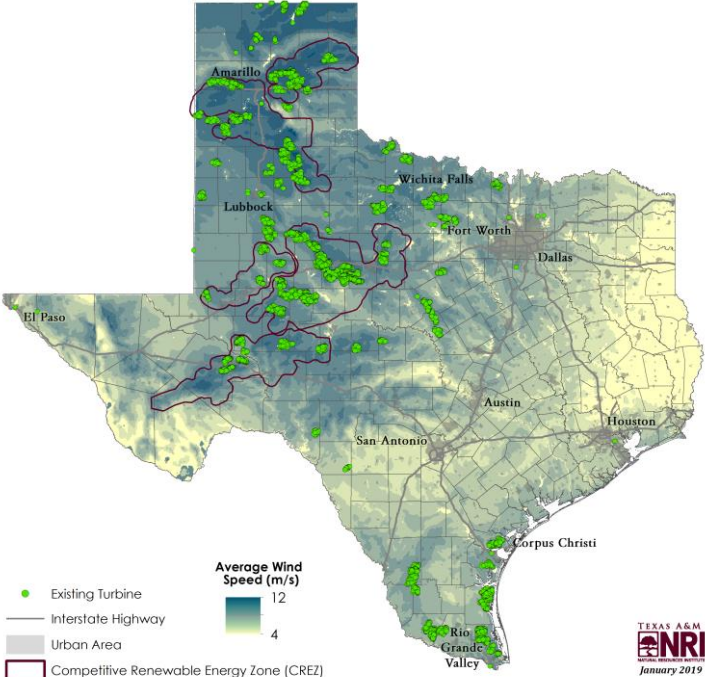 Amarillo
Wichita Falls
Lubbock
Fort Worth
Dallas
El Paso
Austin
Houston
San Antonio
Corpus Christi
Average Wind
Speed (m/s)
12
4
Existing Turbine
Interstate Highway
Urban Area
Competitive Renewable Energy Zone (CREZ)
Rio
Grande
Valley
TEXAS A&M
NRI
NATURAL RESOURCES INSTITUTE
January 2019